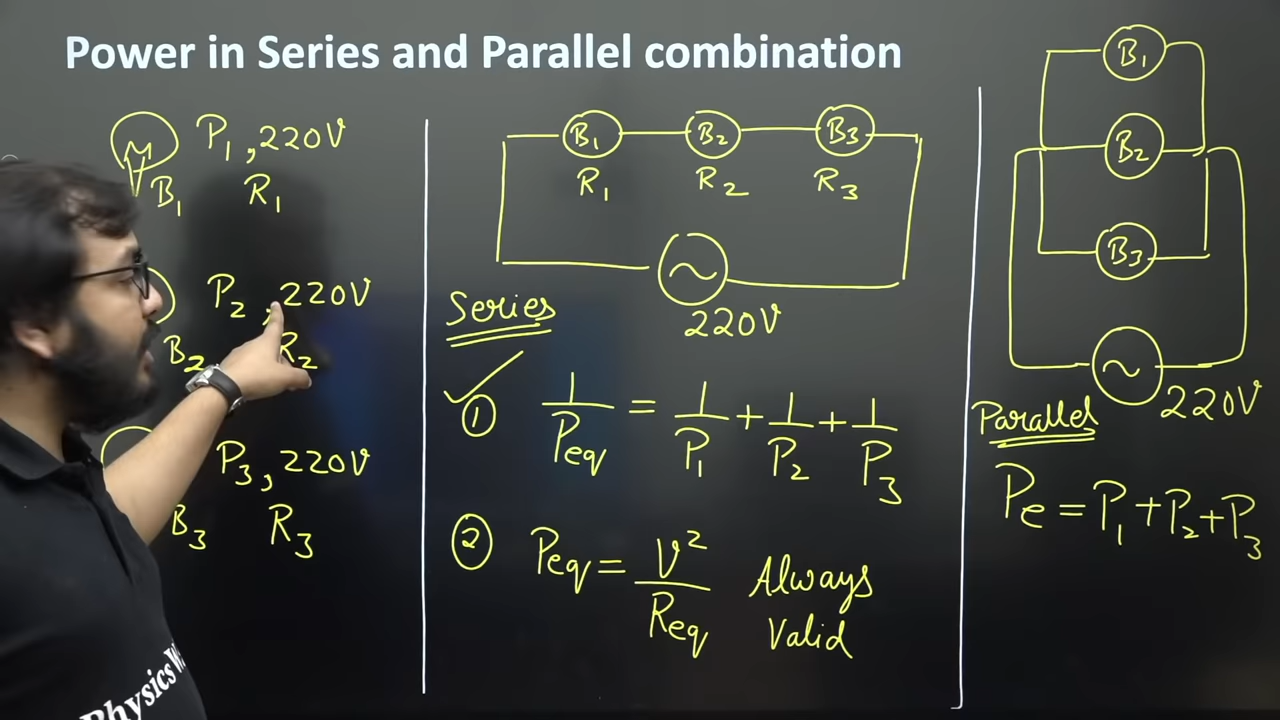 Power in Series and Parallel combination
P₁, 220V
B₁ R₁
P₂, 220V
B₂ R₂
P₃, 220V
B₃ R₃
B₁ B₂ B₃
R₁ R₂ R₃
220V
Series
① 1/Peq = 1/P₁ + 1/P₂ + 1/P₃
② Peq = V²/Req Always
Valid
B₁
B₂
B₃
220V
Parallel
Pe = P₁ + P₂ + P₃
Physics W